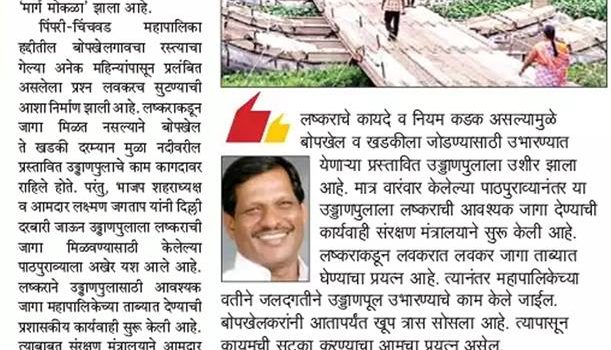 'मार्ग मोकळा' झाला आहे.
पिंपरी-चिंचवड महापालिका
हद्दीतील बोपखेलगावचा रस्त्याचा
गेल्या अनेक महिन्यांपासून प्रलंबित
असलेला प्रश्न लवकरच सुटण्याची
आशा निर्माण झाली आहे. लष्कराकडून
जागा मिळत नसल्याने बोपखेल
ते खडकी दरम्यान मुळा नदीवरील
प्रस्तावित उड्डाणपुलाचे काम कागदावर
राहिले होते. परंतु, भाजप शहराध्यक्ष
व आमदार लक्ष्मण जगताप यांनी दिल्ली
दरबारी जाऊन उड्डाणपुलाला लष्कराची
जागा मिळवण्यासाठी केलेल्या
पाठपुराव्याला अखेर यश आले आहे.
लष्कराने उड्डाणपुलासाठी आवश्यक
जागा महापालिकेच्या ताब्यात देण्याची
प्रशासकीय कार्यवाही सुरू केली आहे.
त्याबाबत संरक्षण मंत्रालयाने आमदार
लष्कराचे कायदे व नियम कडक असल्यामुळे
बोपखेल व खडकीला जोडण्यासाठी उभारण्यात
येणाऱ्या प्रस्तावित उड्डाणपुलाला उशीर झाला
आहे. मात्र वारंवार केलेल्या पाठपुराव्यानंतर या
उड्डाणपुलाला लष्कराची आवश्यक जागा देण्याची
कार्यवाही संरक्षण मंत्रालयाने सुरू केली आहे.
लष्कराकडून लवकरात लवकर जागा ताब्यात
घेण्याचा प्रयत्न आहे. त्यानंतर महापालिकेच्या
वतीने जलदगतीने उड्डाणपूल उभारण्याचे काम केले जाईल.
बोपखेलकरांनी आतापर्यंत खूप त्रास सोसला आहे. त्यापासून
कायमची सुटका करण्याचा आमचा प्रयत्न असेल.